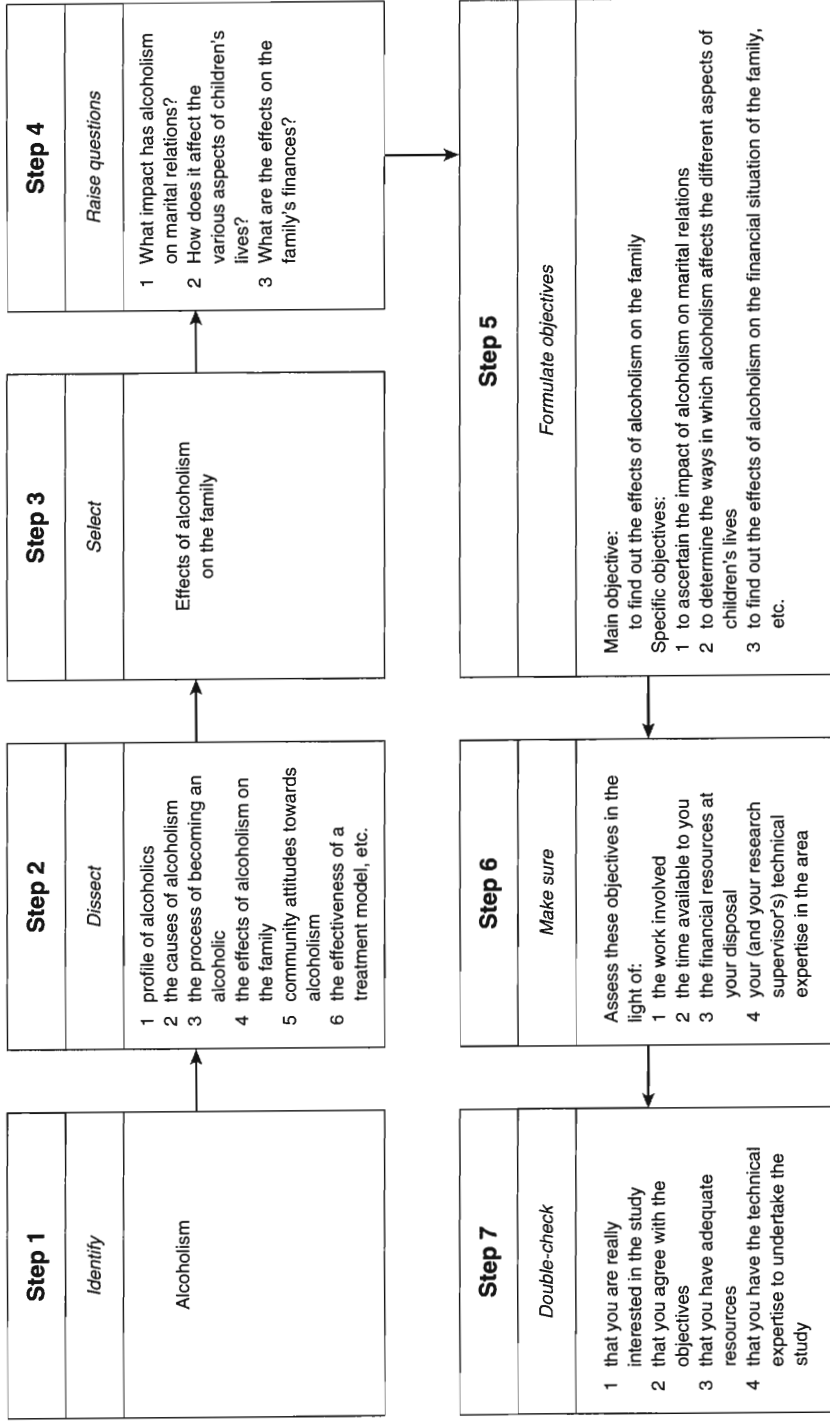 Step 1
Identify
Alcoholism
Step 2
Dissect
1 profile of alcoholics
2 the causes of alcoholism
3 the process of becoming an
alcoholic
4 the effects of alcoholism on
the family
5 community attitudes towards
alcoholism
6 the effectiveness of a
treatment model, etc.
Step 3
Select
Effects of alcoholism
on the family
Step 4
Raise questions
1 What impact has alcoholism
on marital relations?
2 How does it affect the
various aspects of children's
lives?
3 What are the effects on the
family's finances?
Step 5
Formulate objectives
Main objective:
to find out the effects of alcoholism on the family
Specific objectives:
1 to ascertain the impact of alcoholism on marital relations
2 to determine the ways in which alcoholism affects the different aspects of
children's lives
3 to find out the effects of alcoholism on the financial situation of the family,
etc.
Step 6
Make sure
Assess these objectives in the
light of:
1 the work involved
2 the time available to you
3 the financial resources at
your disposal
4 your (and your research
supervisor's) technical
expertise in the area
Step 7
Double-check
1 that you are really
interested in the study
2 that you agree with the
objectives
3 that you have adequate
resources
4 that you have the technical
expertise to undertake the
study